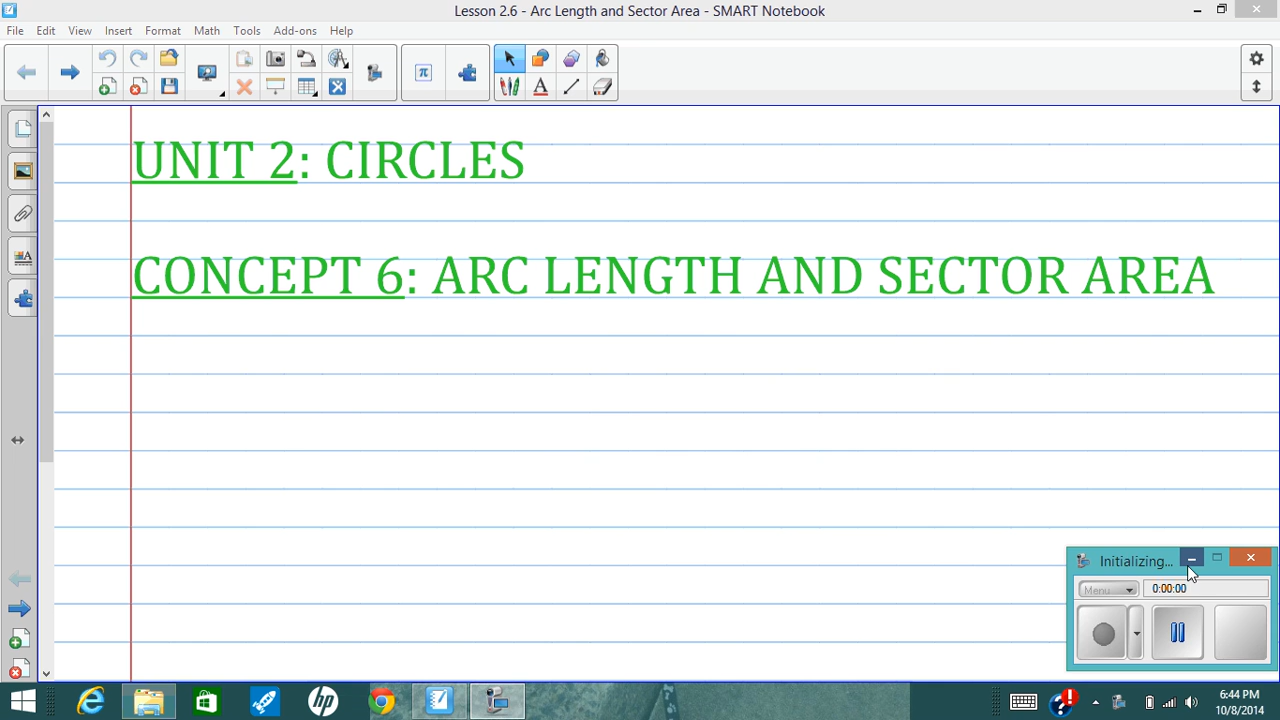 Lesson 2.6 - Arc Length and Sector Area - SMART Notebook
File Edit View Insert Format Math Tools Add-ons Help
UNIT 2: CIRCLES
CONCEPT 6: ARC LENGTH AND SECTOR AREA
Initializing...
Menu 0:00:00
6:44 PM
10/8/2014